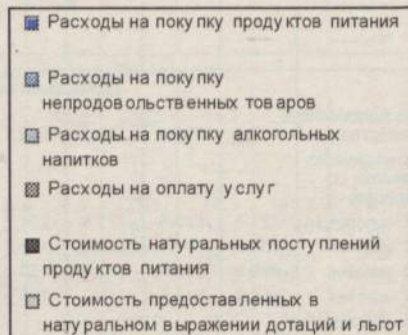 Расходы на покупку продуктов питания
Расходы на покупку
непродовольственных товаров
Расходы на покупку алкогольных
напитков
Расходы на оплату услуг
Стоимость натуральных поступлений
продуктов питания
Стоимость предоставленных в
натуральном выражении дотаций и льгот